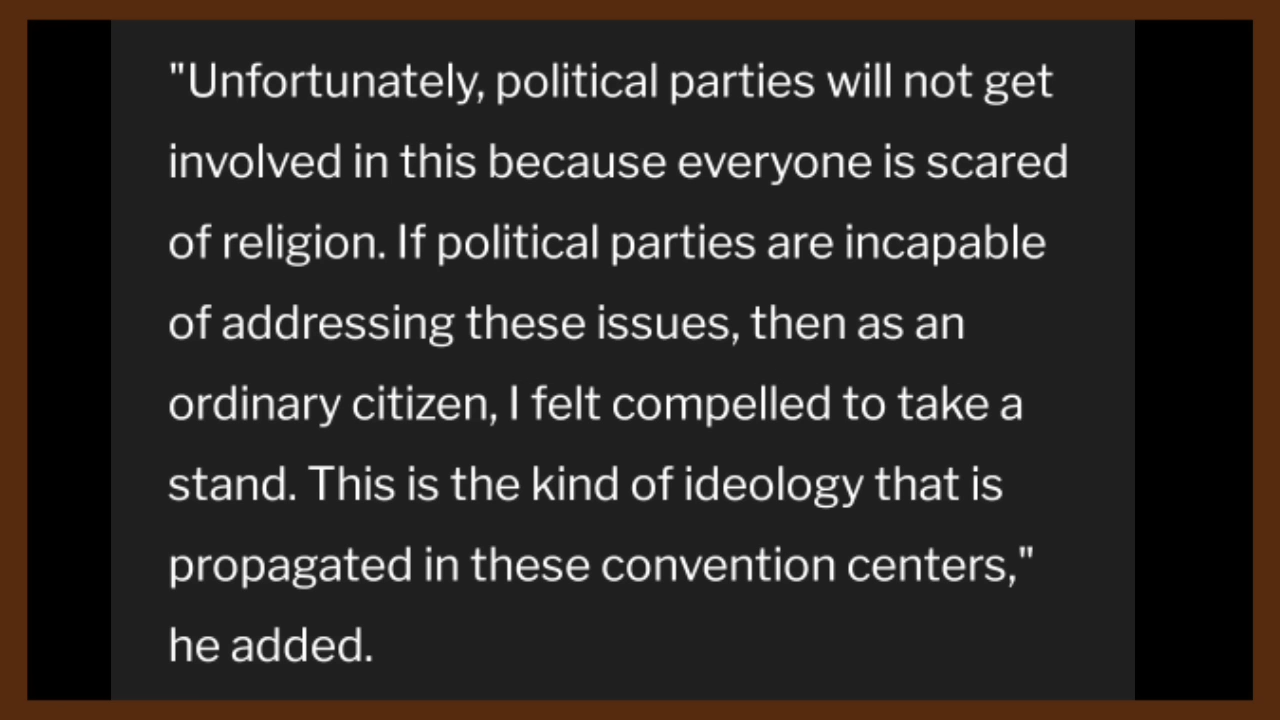 "Unfortunately, political parties will not get
involved in this because everyone is scared
of religion. If political parties are incapable
of addressing these issues, then as an
ordinary citizen, I felt compelled to take a
stand. This is the kind of ideology that is
propagated in these convention centers,"
he added.